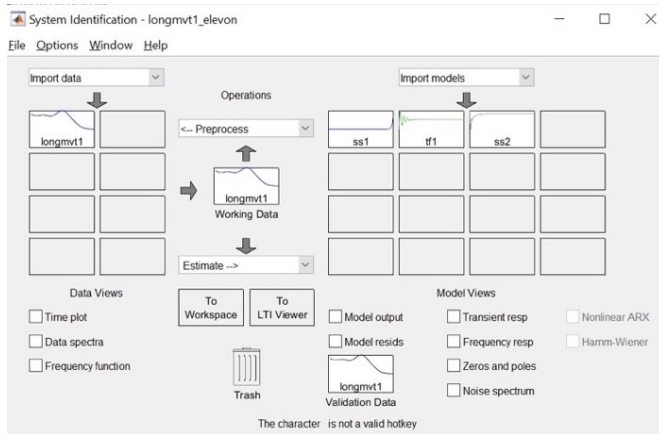 System Identification - longmvt1_elevon
File Options Window Help
Import data
Import models
Operations
<-- Preprocess
longmvt1
ss1
tf1
ss2
longmvt1
Working Data
Estimate -->
Data Views
Time plot
Data spectra
Frequency function
To
Workspace
To
LTI Viewer
Trash
Model Views
Model output
Model resids
longmvt1
Validation Data
Transient resp
Frequency resp
Zeros and poles
Noise spectrum
Nonlinear ARX
Hamm-Wiener
The character is not a valid hotkey